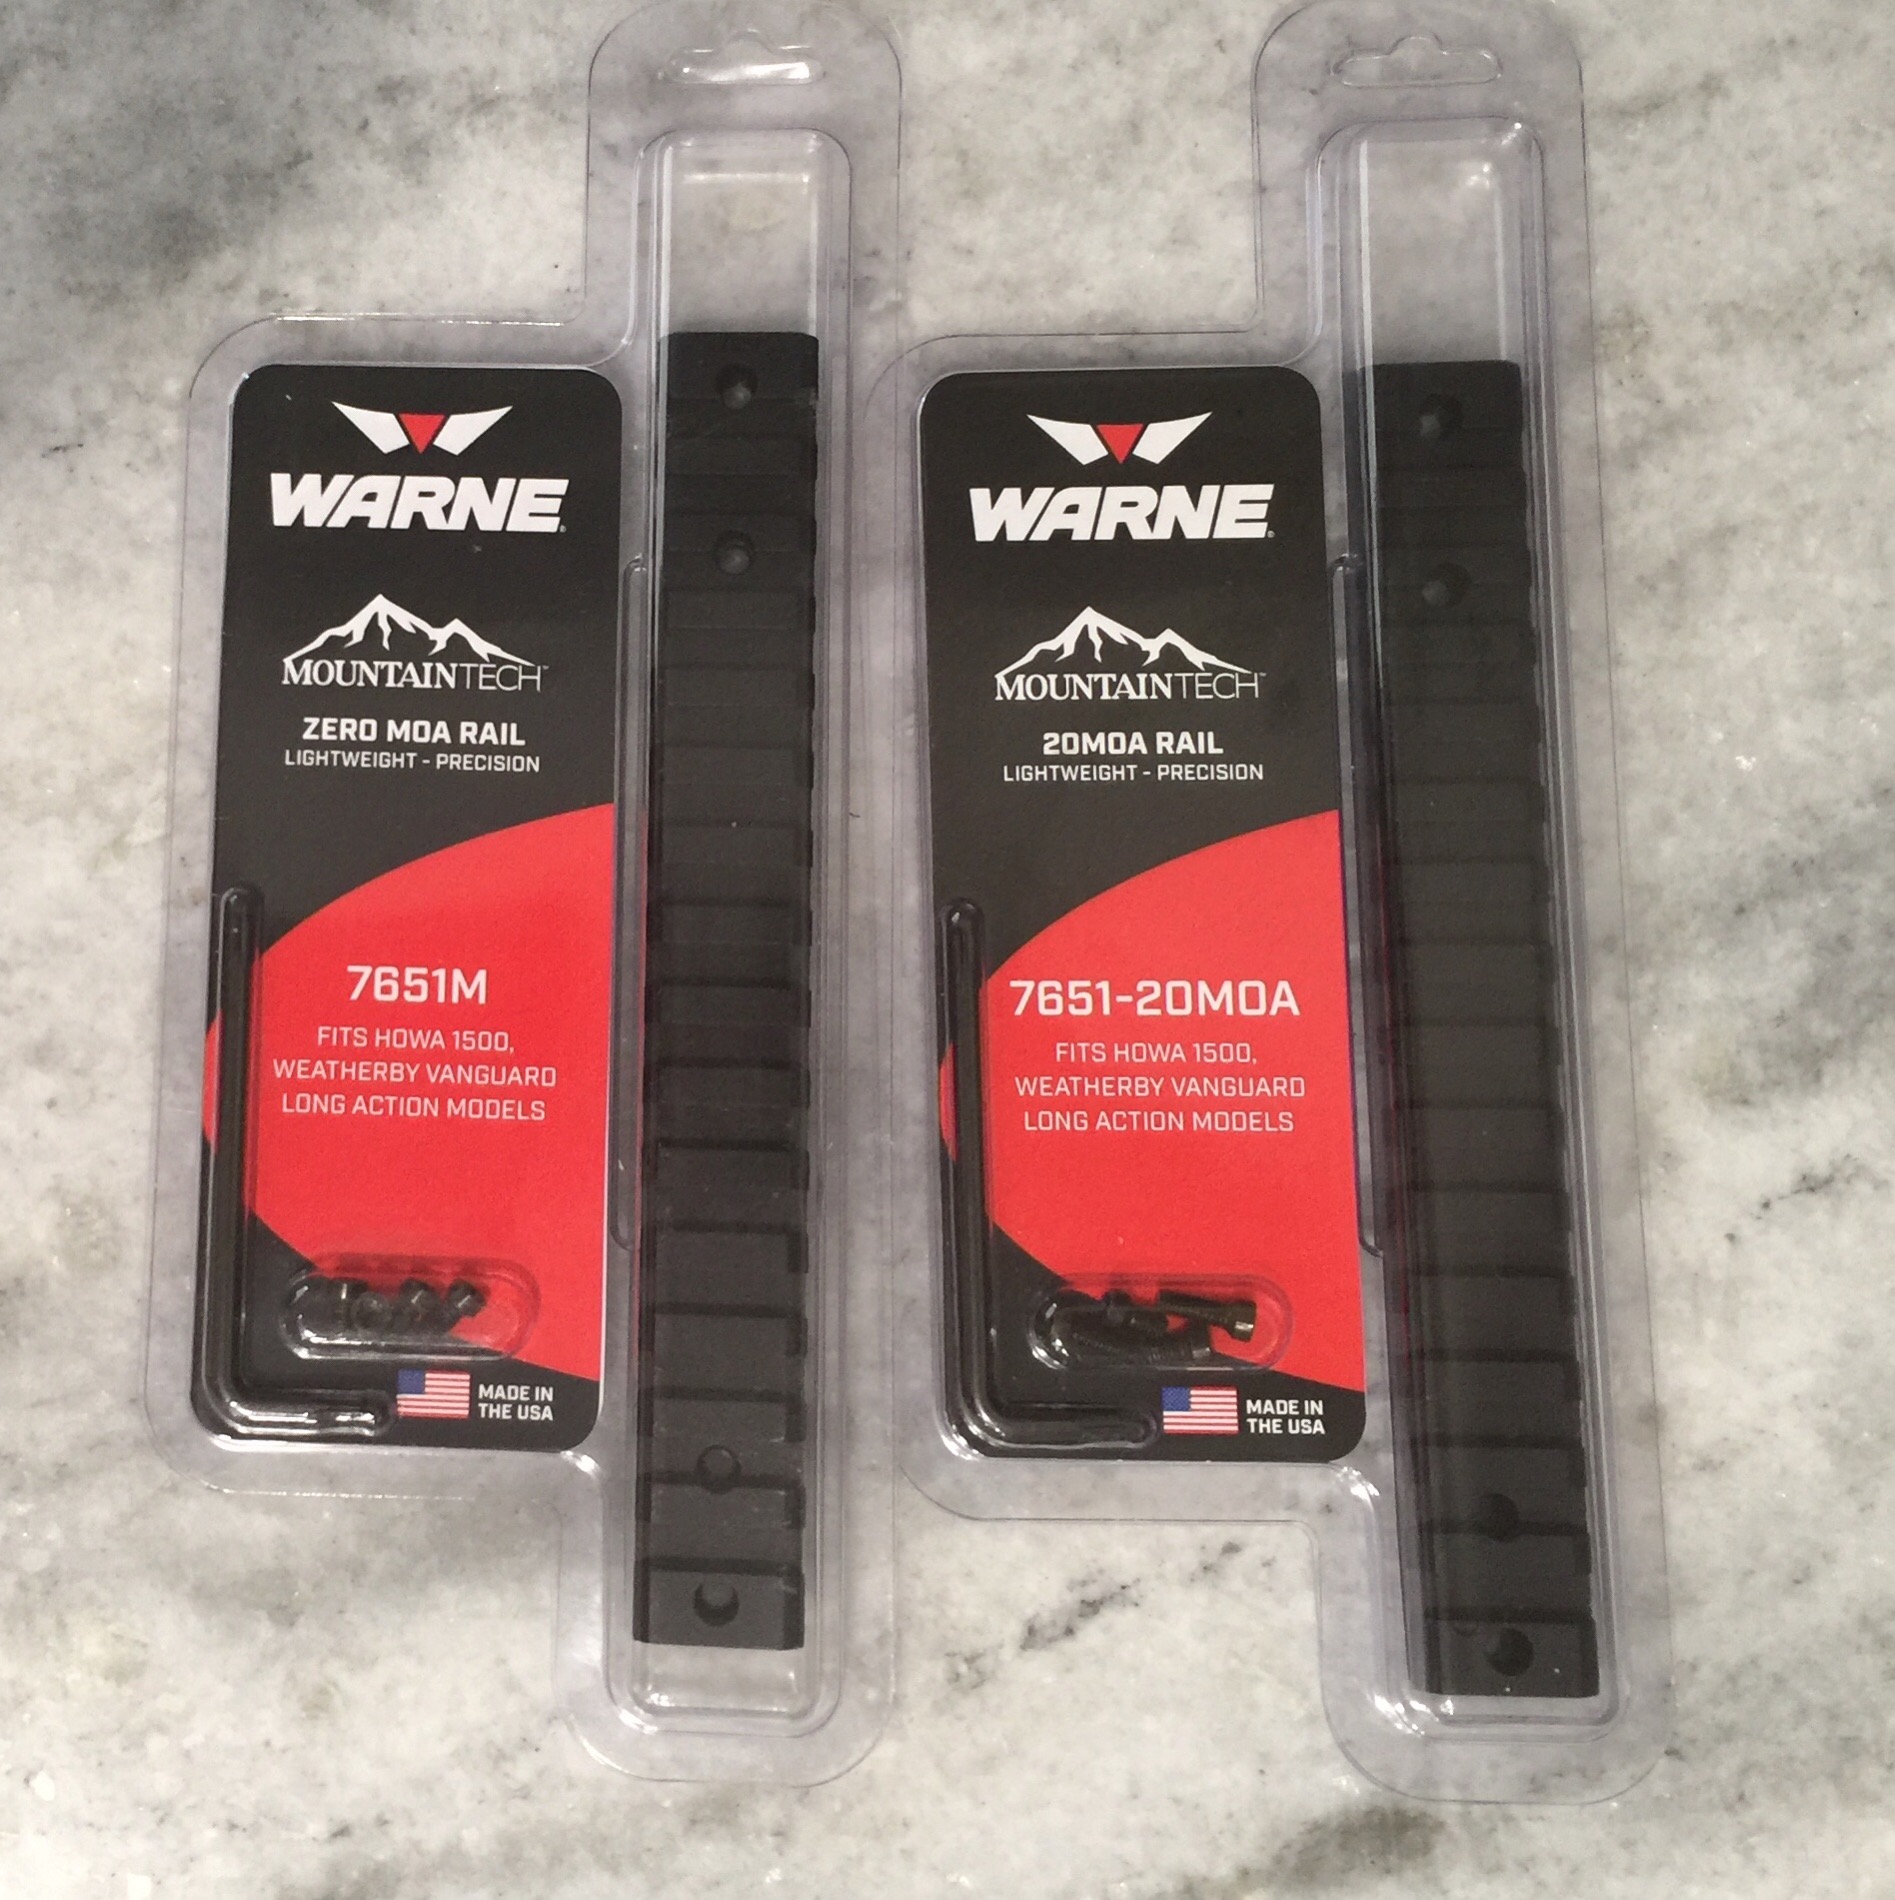 WARNE
MOUNTAINTECH™
ZERO MOA RAIL
LIGHTWEIGHT - PRECISION
7651M
FITS HOWA 1500,
WEATHERBY VANGUARD
LONG ACTION MODELS
MADE IN
THE USA
WARNE
MOUNTAINTECH™
20MOA RAIL
LIGHTWEIGHT - PRECISION
7651-20MOA
FITS HOWA 1500,
WEATHERBY VANGUARD
LONG ACTION MODELS
MADE IN
THE USA